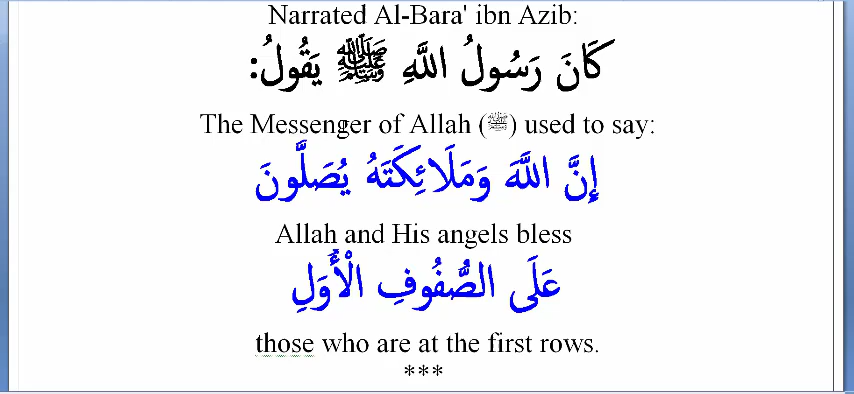 Narrated Al-Bara' ibn Azib:
كَانَ رَسُولُ اللَّهِ ﷺ يَقُولُ:
The Messenger of Allah (ﷺ) used to say:
إِنَّ اللَّهَ وَمَلَائِكَتَهُ يُصَلَّونَ
Allah and His angels bless
عَلَى الصُّفُوفِ الْأُوَلِ
those who are at the first rows.
***